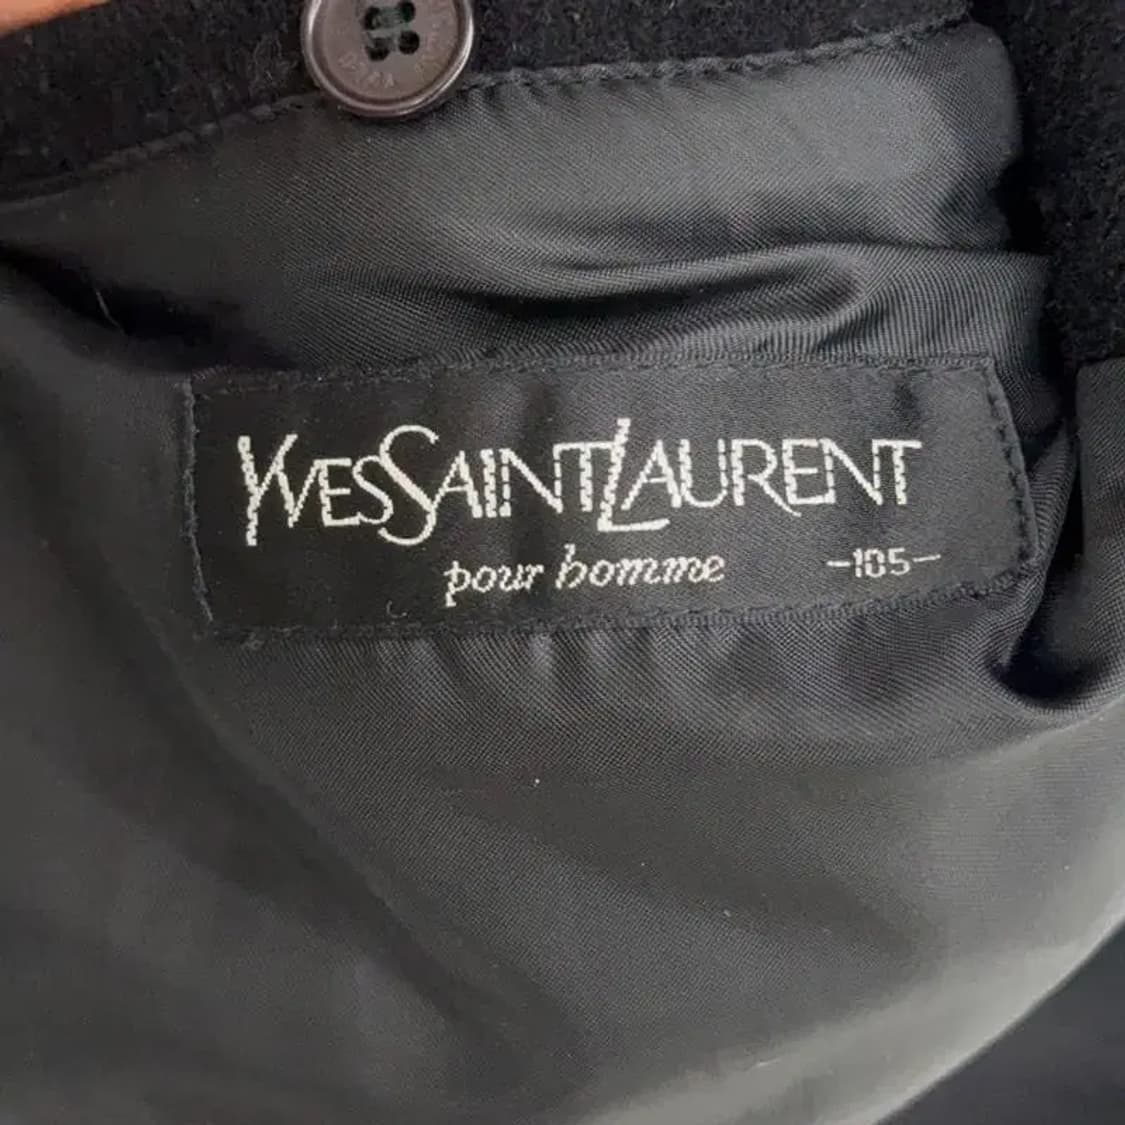 YVESSAINTLAURENT
pour homme -105-